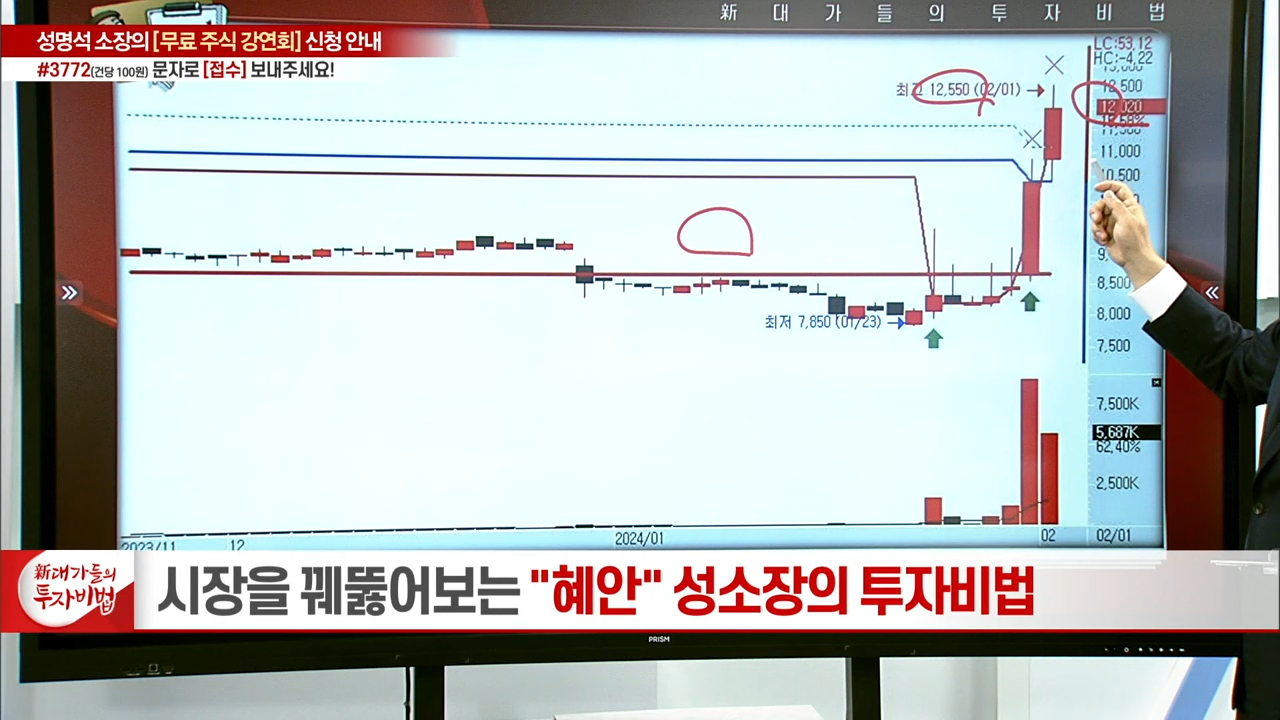 新 대 가 들 의 투 자 비 법
성명석 소장의 [무료 주식 강연회] 신청 안내
#3772(건당 100원) 문자로 [접수] 보내주세요!
LC:53,12
HC:-4,22
최고 12,550 (02/01)
12,500
12,020
11,500
11,000
10,500
8,500
최저 7,850 (01/23)
8,000
7,500
7,500K
5,687K
62,40%
2,500K
2023/11
12
2024/01
02
02/01
新대가들의
투자비법
시장을 꿰뚫어보는 "혜안" 성소장의 투자비법
PRISM